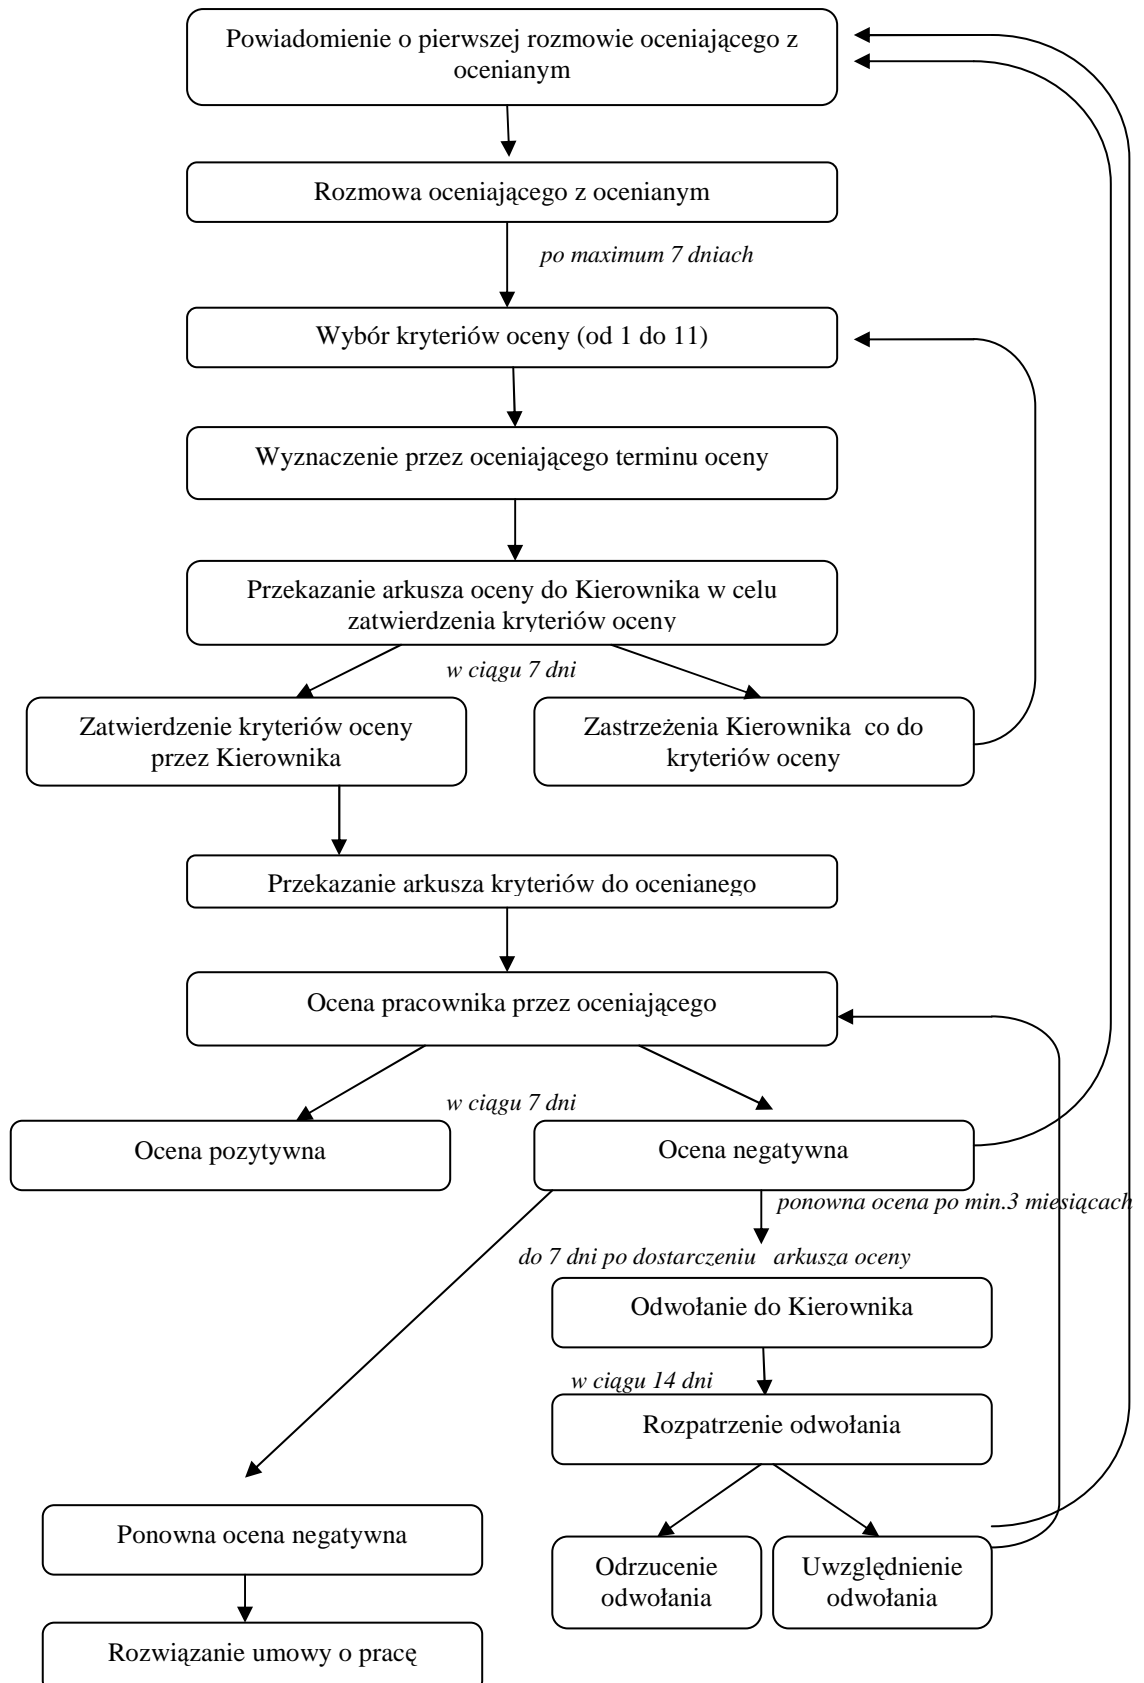 Powiadomienie o pierwszej rozmowie oceniającego z
ocenianym
Rozmowa oceniającego z ocenianym
po maximum 7 dniach
Wybór kryteriów oceny (od 1 do 11)
Wyznaczenie przez oceniającego terminu oceny
Przekazanie arkusza oceny do Kierownika w celu
zatwierdzenia kryteriów oceny
w ciągu 7 dni
Zatwierdzenie kryteriów oceny
przez Kierownika
Zastrzeżenia Kierownika  co do
kryteriów oceny
Przekazanie arkusza kryteriów do ocenianego
Ocena pracownika przez oceniającego
w ciągu 7 dni
Ocena pozytywna
Ocena negatywna
ponowna ocena po min.3 miesiącach
do 7 dni po dostarczeniu   arkusza oceny
Odwołanie do Kierownika
w ciągu 14 dni
Rozpatrzenie odwołania
Ponowna ocena negatywna
Odrzucenie
odwołania
Uwzględnienie
odwołania
Rozwiązanie umowy o pracę